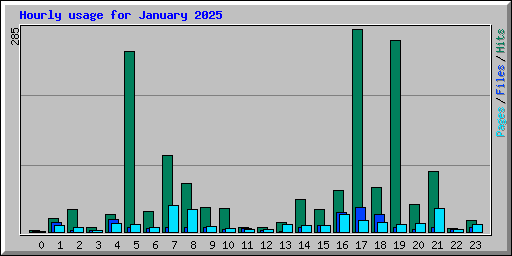 Hourly usage for January 2025
285
Pages/Files/Hits
0 1 2 3 4 5 6 7 8 9 10 11 12 13 14 15 16 17 18 19 20 21 22 23